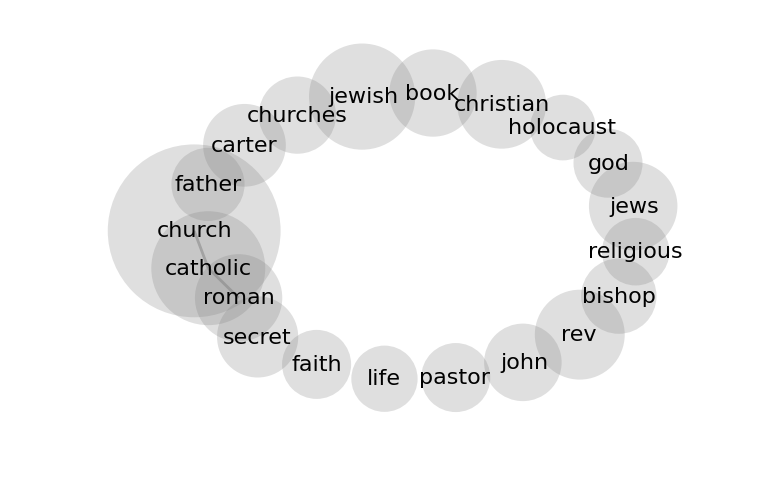 jewish
book
christian
churches
holocaust
carter
god
father
jews
church
religious
catholic
roman
bishop
secret
rev
faith
john
life
pastor